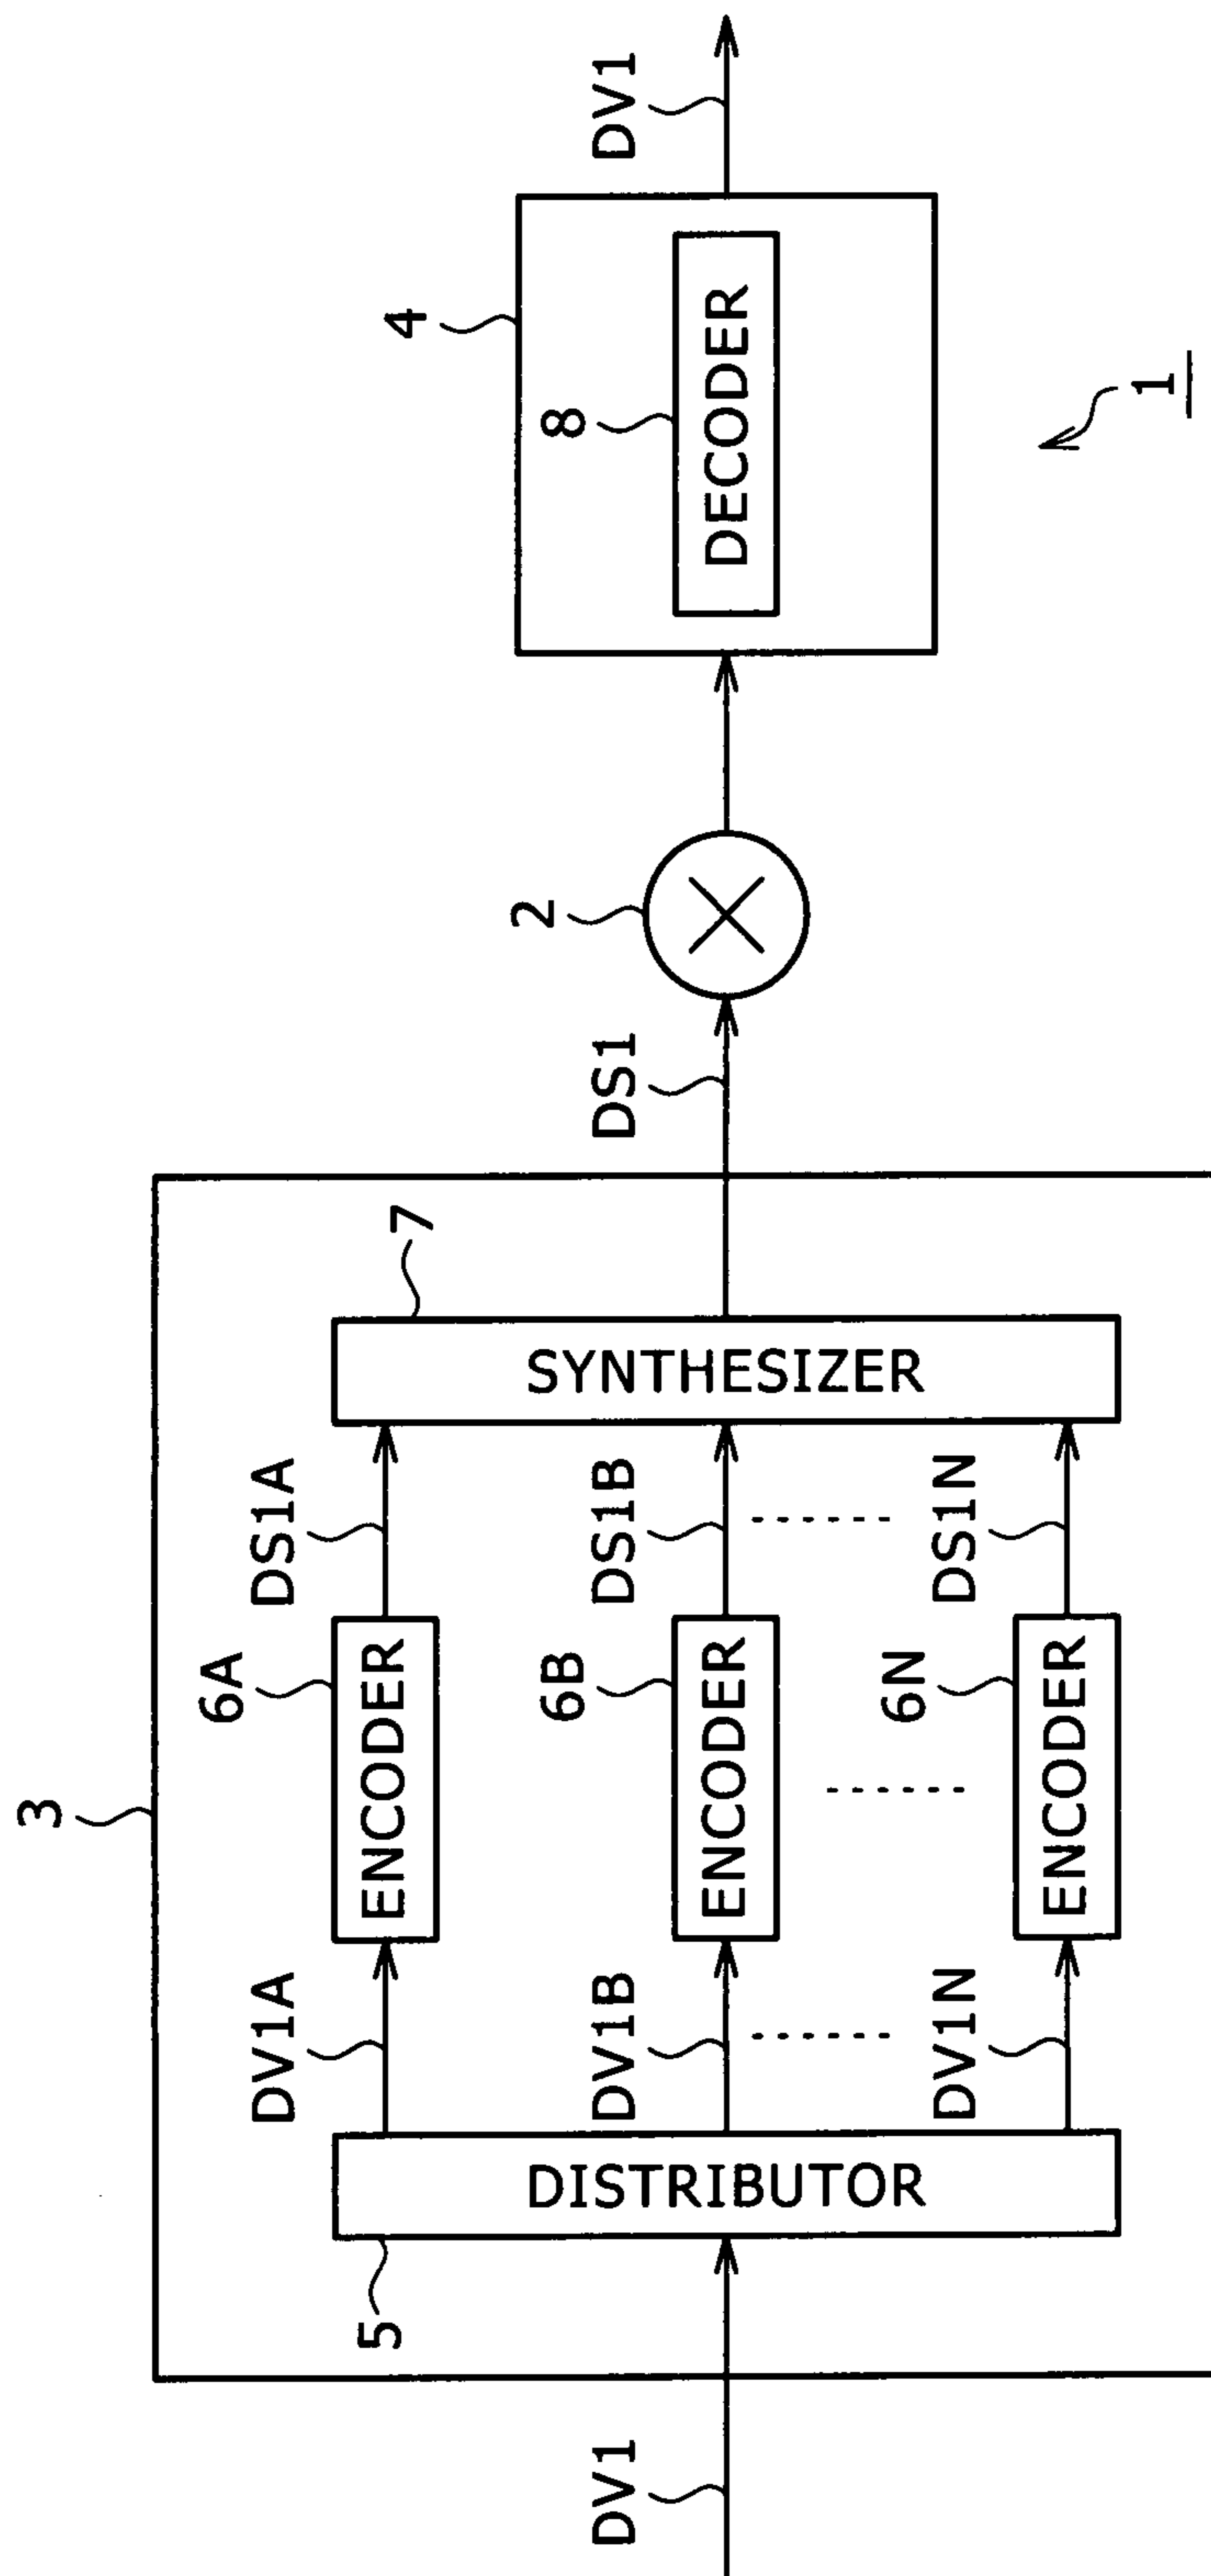 3
DV1
5
DISTRIBUTOR
DV1A
6A
ENCODER
DS1A
DV1B
6B
ENCODER
DS1B
DV1N
6N
ENCODER
DS1N
7
SYNTHESIZER
DS1
2
4
8
DECODER
DV1
1